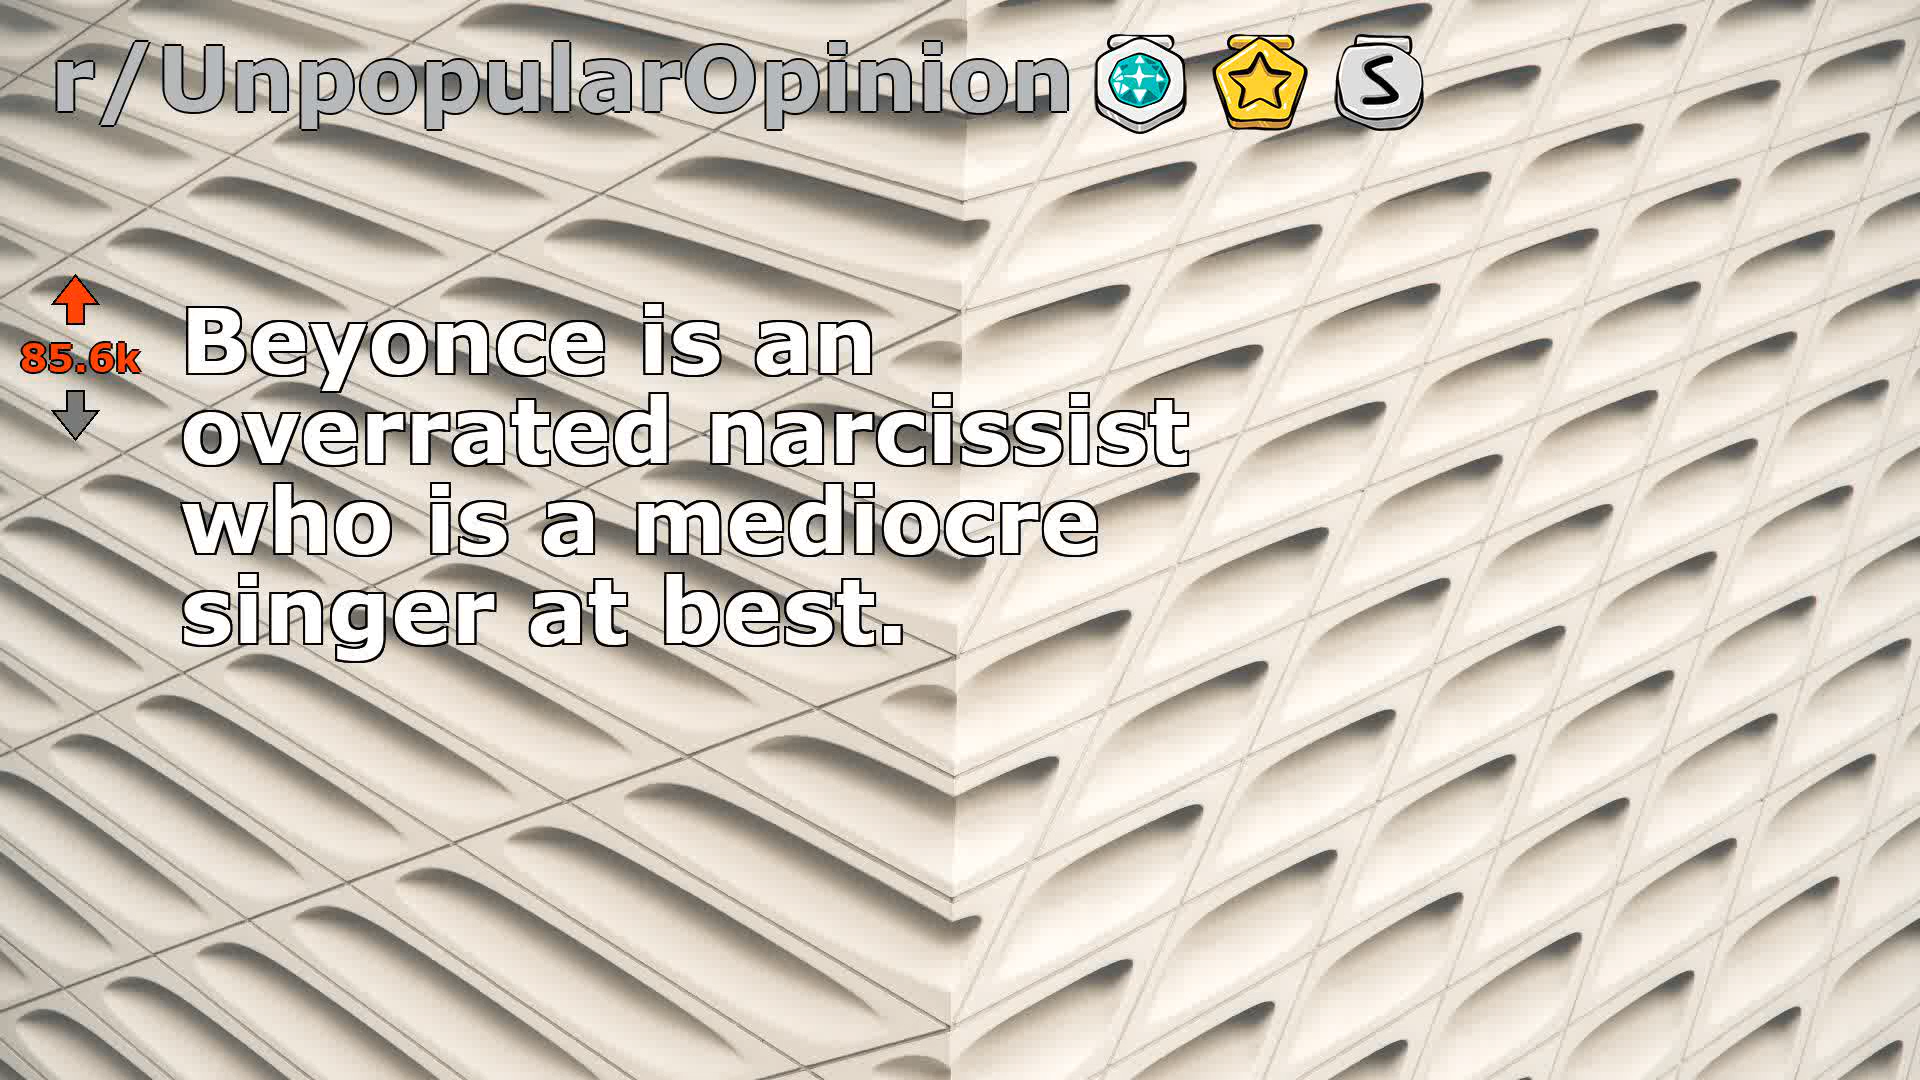 r/UnpopularOpinion S
85.6k
Beyonce is an
overrated narcissist
who is a mediocre
singer at best.